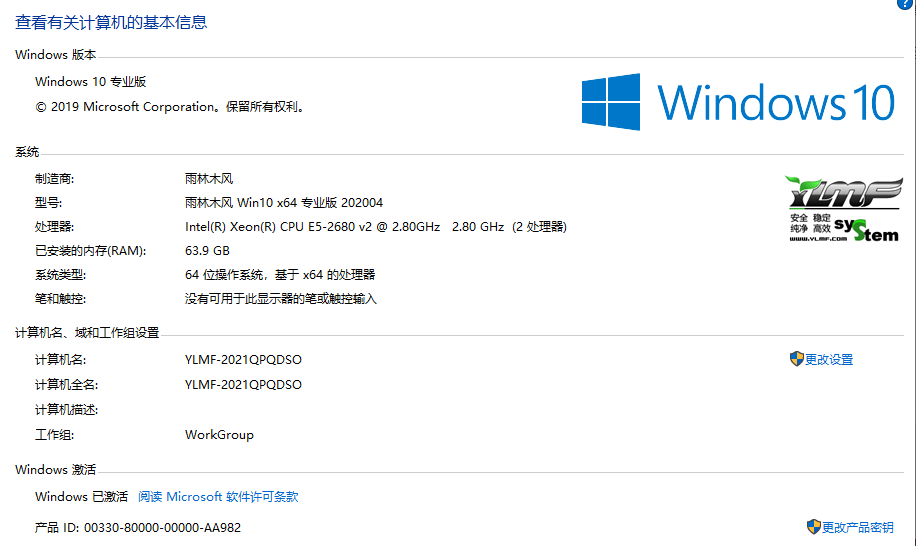 ?
查看有关计算机的基本信息
Windows 版本
Windows 10 专业版
© 2019 Microsoft Corporation。保留所有权利。
Windows 10
系统
制造商: 雨林木风
型号: 雨林木风 Win10 x64 专业版 202004
处理器: Intel(R) Xeon(R) CPU E5-2680 v2 @ 2.80GHz 2.80 GHz (2 处理器)
已安装的内存(RAM): 63.9 GB
系统类型: 64 位操作系统，基于 x64 的处理器
笔和触控: 没有可用于此显示器的笔或触控输入
YLMF
安全 稳定
纯净 高效
system
www.YLMF.com
计算机名、域和工作组设置
计算机名: YLMF-2021QPQDSO 更改设置
计算机全名: YLMF-2021QPQDSO
计算机描述:
工作组: WorkGroup
Windows 激活
Windows 已激活 阅读 Microsoft 软件许可条款
产品 ID: 00330-80000-00000-AA982 更改产品密钥